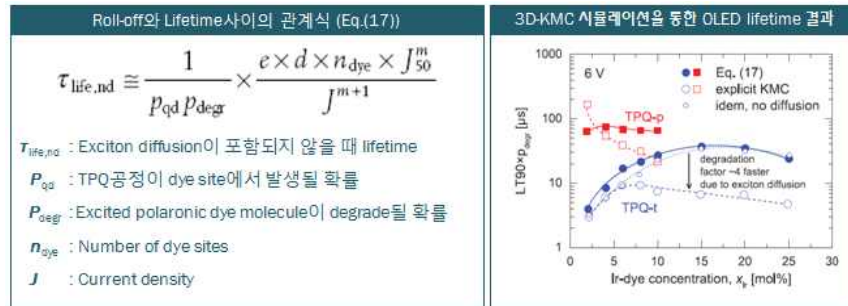 Roll-off와 Lifetime사이의 관계식 (Eq.(17))
τlife,nd ≅ 1 / (pqd pdegr) × (e × d × ndye × J50^m) / J^(m+1)
τlife,nd : Exciton diffusion이 포함되지 않을 때 lifetime
Pqd : TPQ공정이 dye site에서 발생될 확률
Pdegr : Excited polaronic dye molecule이 degrade될 확률
ndye : Number of dye sites
J : Current density
3D-KMC 시뮬레이션을 통한 OLED lifetime 결과
1000
100
10
1
LT90×pdegr [µs]
6 V
Eq. (17)
explicit KMC
idem, no diffusion
TPQ-p
degradation
factor ~4 faster
due to exciton diffusion
TPQ-t
0 5 10 15 20 25 30
Ir-dye concentration, xIr [mol%]